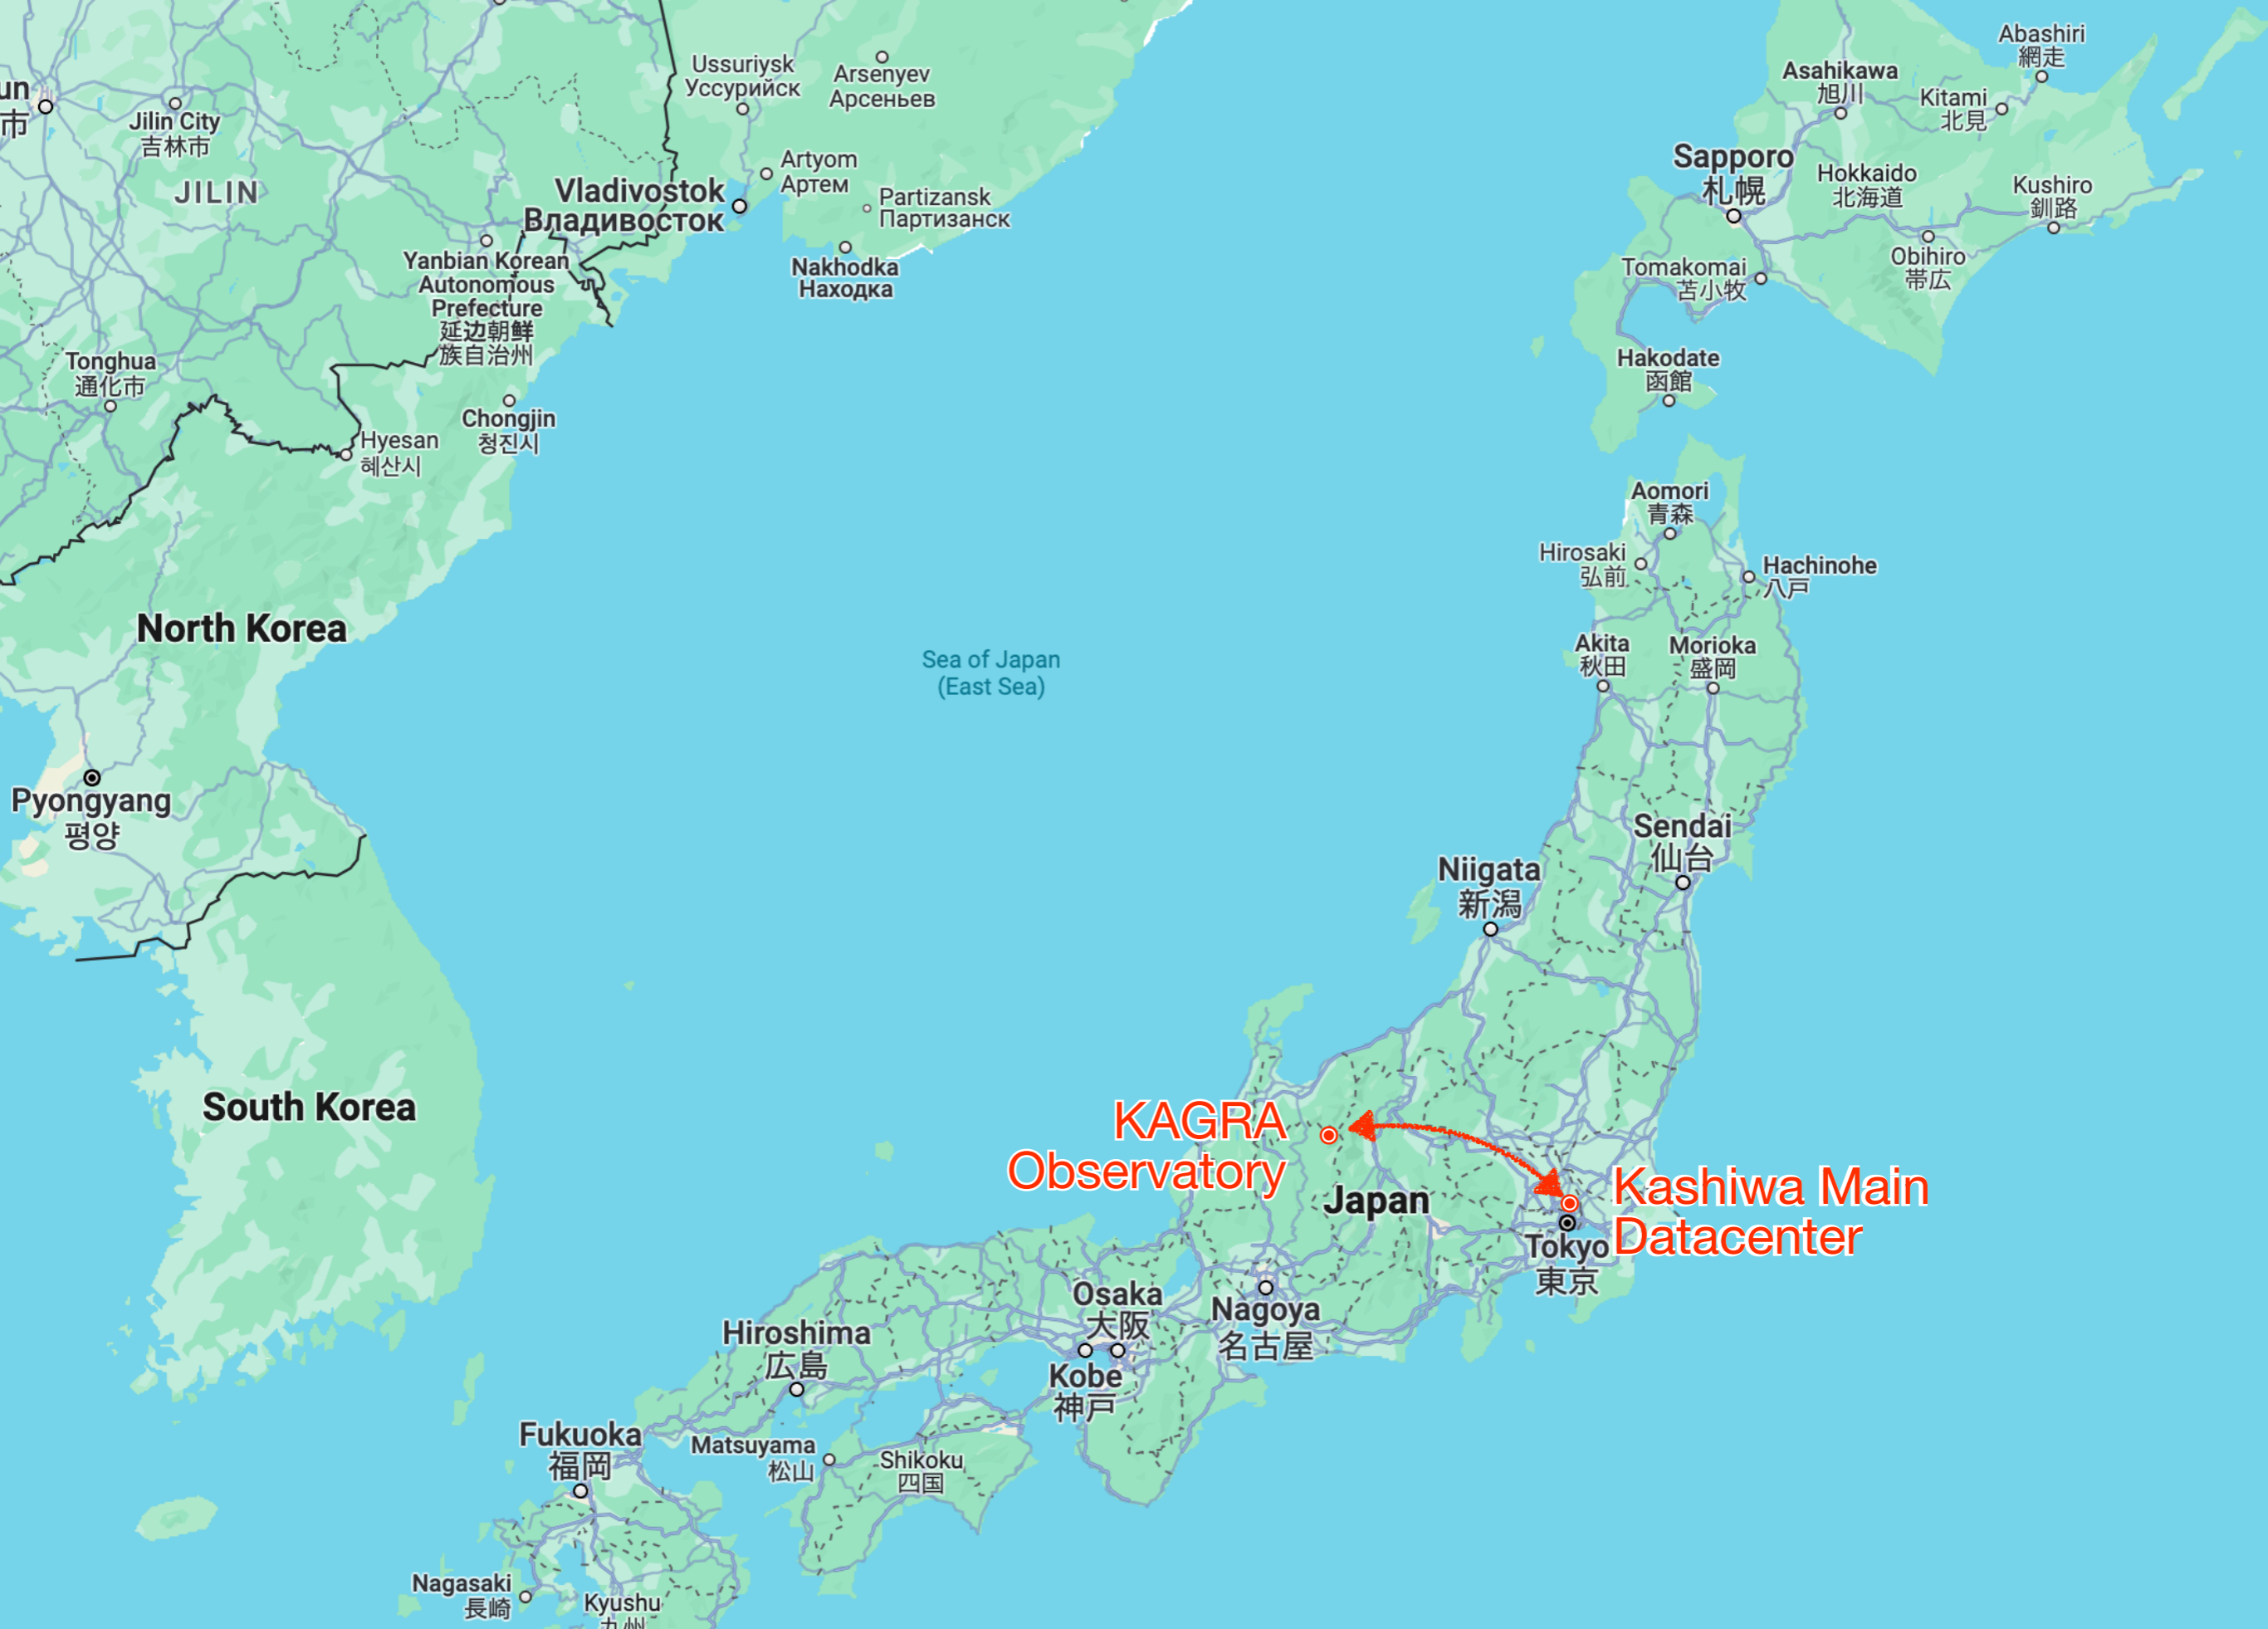 Abashiri
網走
Ussuriysk
Уссурийск
Arsenyev
Арсеньев
Asahikawa
旭川
Kitami
北見
un
市
Jilin City
吉林市
JILIN
Artyom
Артем
Sapporo
札幌
Hokkaido
北海道
Kushiro
釧路
Vladivostok
Владивосток
Partizansk
Партизанск
Yanbian Korean
Autonomous
Prefecture
延边朝鲜
族自治州
Nakhodka
Находка
Tomakomai
苫小牧
Obihiro
帯広
Tonghua
通化市
Hakodate
函館
Chongjin
청진시
Hyesan
혜산시
Aomori
青森
Hirosaki
弘前
Hachinohe
八戸
North Korea
Sea of Japan
(East Sea)
Akita
秋田
Morioka
盛岡
Pyongyang
평양
Sendai
仙台
Niigata
新潟
South Korea
KAGRA
Observatory
Japan
Kashiwa Main
Datacenter
Tokyo
東京
Osaka
大阪
Nagoya
名古屋
Hiroshima
広島
Kobe
神戸
Fukuoka
福岡
Matsuyama
松山
Shikoku
四国
Nagasaki
長崎
Kyushu
九州